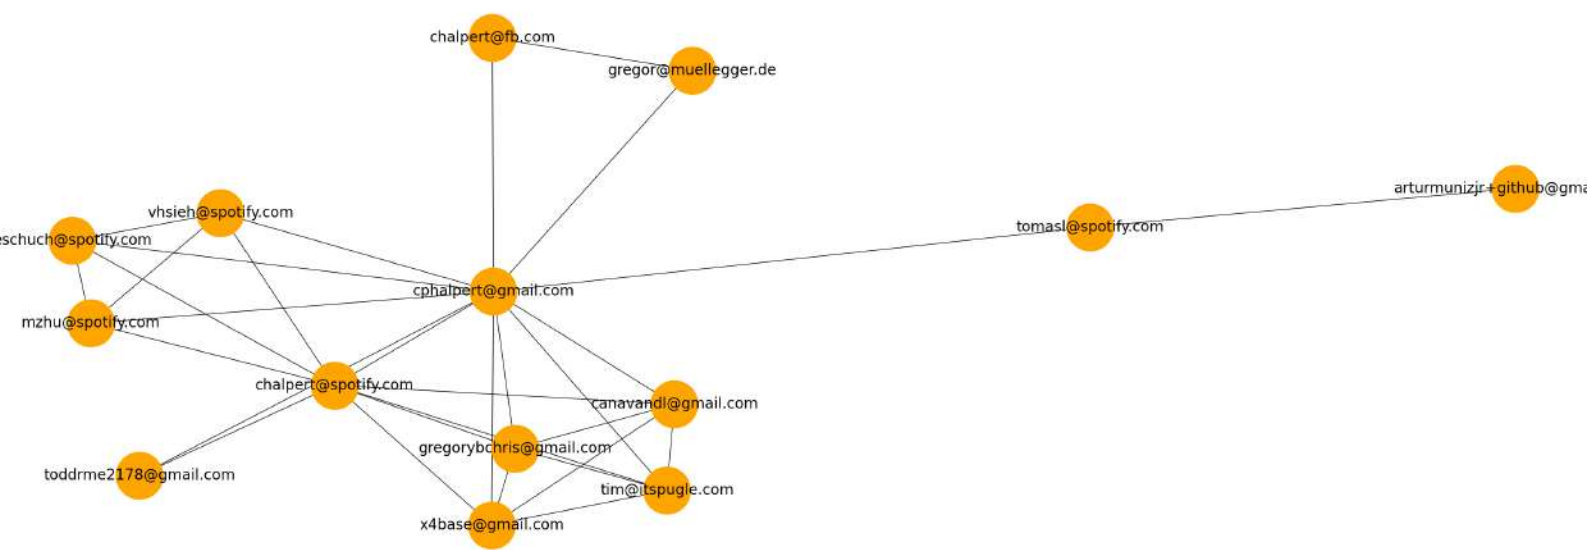 chalpert@fb.com
gregor@muellegger.de
arturmunizjr+github@gma
vhsieh@spotify.com
tomasl@spotify.com
eschuch@spotify.com
cphalpert@gmail.com
mzhu@spotify.com
chalpert@spotify.com
canavandl@gmail.com
gregorybchris@gmail.com
toddrme2178@gmail.com
tim@itspugle.com
x4base@gmail.com